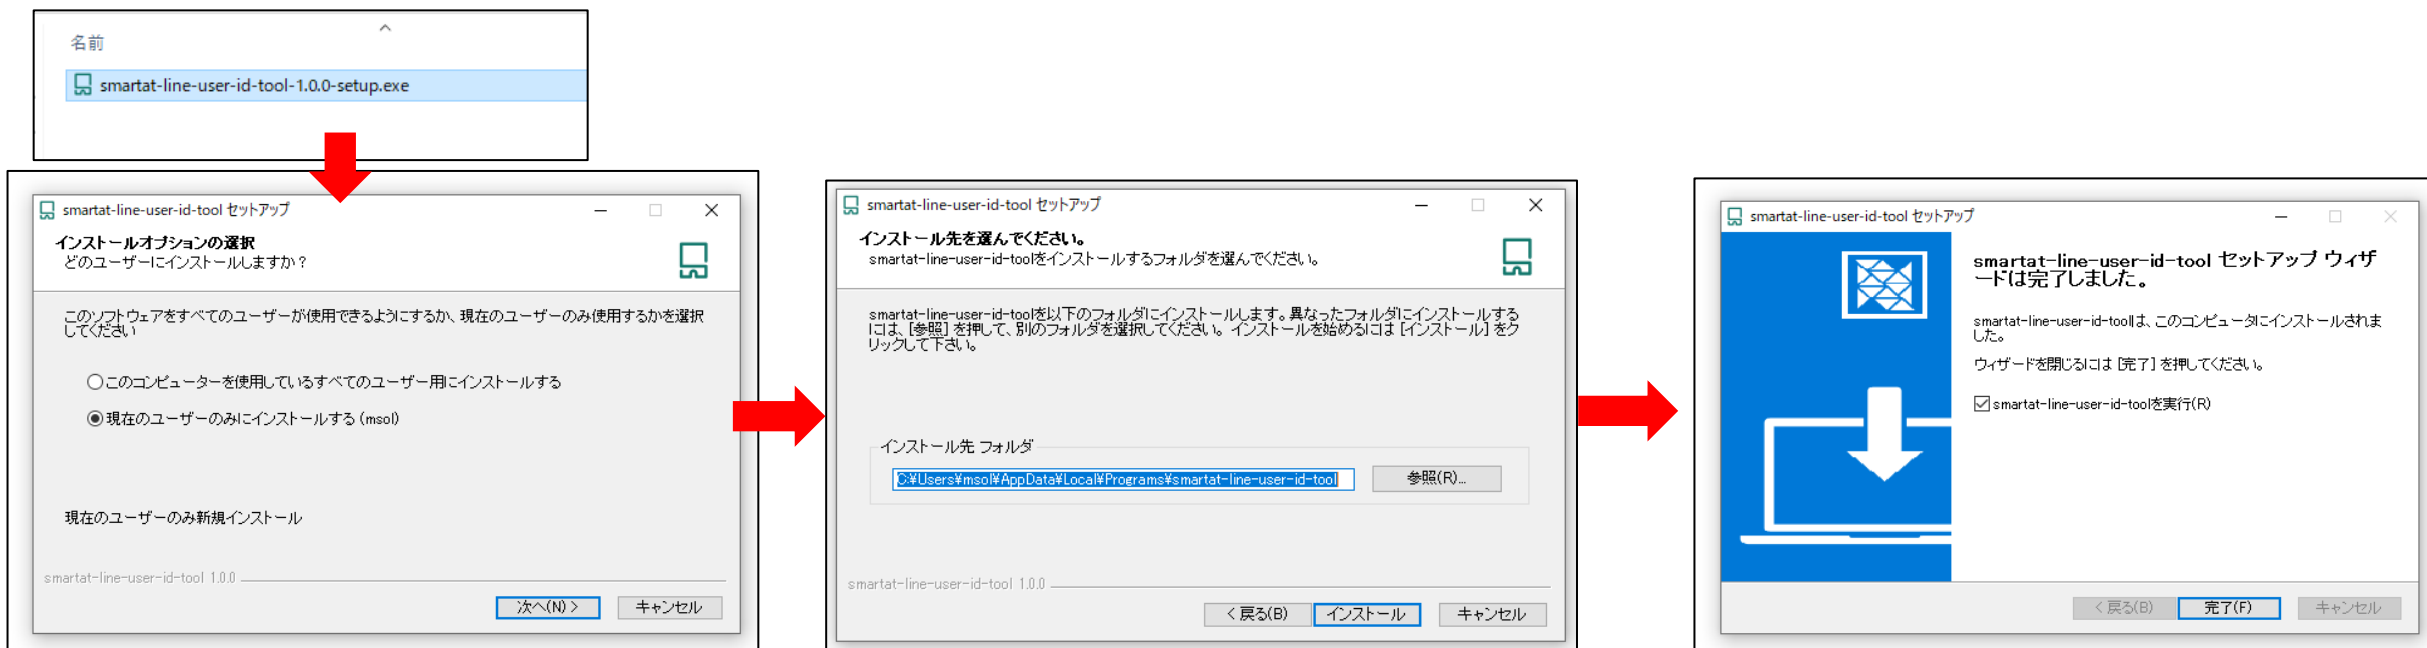 名前
smartat-line-user-id-tool-1.0.0-setup.exe
smartat-line-user-id-tool セットアップ
インストールオプションの選択
どのユーザーにインストールしますか？
このソフトウェアをすべてのユーザーが使用できるようにするか、現在のユーザーのみ使用するかを選択
してください
このコンピューターを使用しているすべてのユーザー用にインストールする
現在のユーザーのみにインストールする (msol)
現在のユーザーのみ新規インストール
smartat-line-user-id-tool 1.0.0
次へ(N) >
キャンセル
smartat-line-user-id-tool セットアップ
インストール先を選んでください。
smartat-line-user-id-toolをインストールするフォルダを選んでください。
smartat-line-user-id-toolを以下のフォルダにインストールします。異なったフォルダにインストールする
には、[参照] を押して、別のフォルダを選択してください。 インストールを始めるには [インストール] をク
リックして下さい。
インストール先 フォルダ
C:¥Users¥msol¥AppData¥Local¥Programs¥smartat-line-user-id-tool
参照(R)...
smartat-line-user-id-tool 1.0.0
< 戻る(B)
インストール
キャンセル
smartat-line-user-id-tool セットアップ
smartat-line-user-id-tool セットアップ ウィザ
ードは完了しました。
smartat-line-user-id-toolは、このコンピュータにインストールされま
した。
ウィザードを閉じるには [完了] を押してください。
smartat-line-user-id-toolを実行(R)
< 戻る(B)
完了(F)
キャンセル